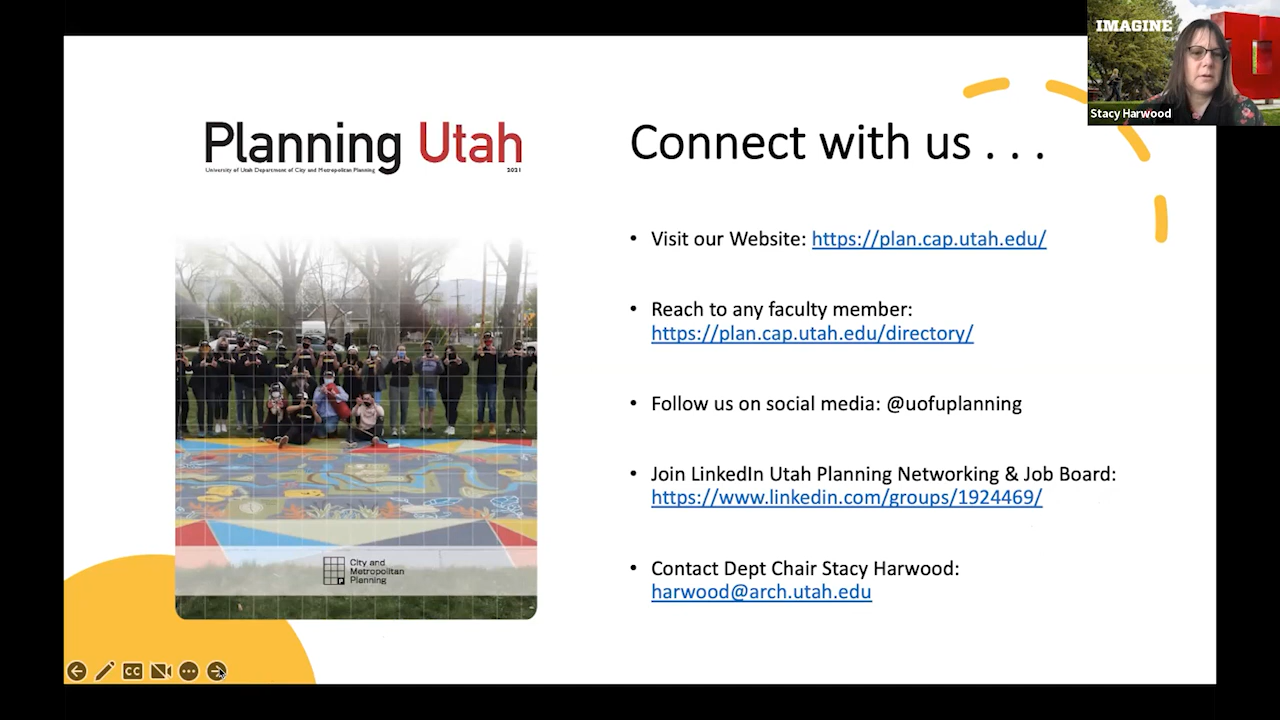 IMAGINE
Stacy Harwood
Planning Utah
University of Utah Department of City and Metropolitan Planning
2021
City and
Metropolitan
Planning
Connect with us . . .
• Visit our Website: https://plan.cap.utah.edu/
• Reach to any faculty member:
https://plan.cap.utah.edu/directory/
• Follow us on social media: @uofuplanning
• Join LinkedIn Utah Planning Networking & Job Board:
https://www.linkedin.com/groups/1924469/
• Contact Dept Chair Stacy Harwood:
harwood@arch.utah.edu
CC